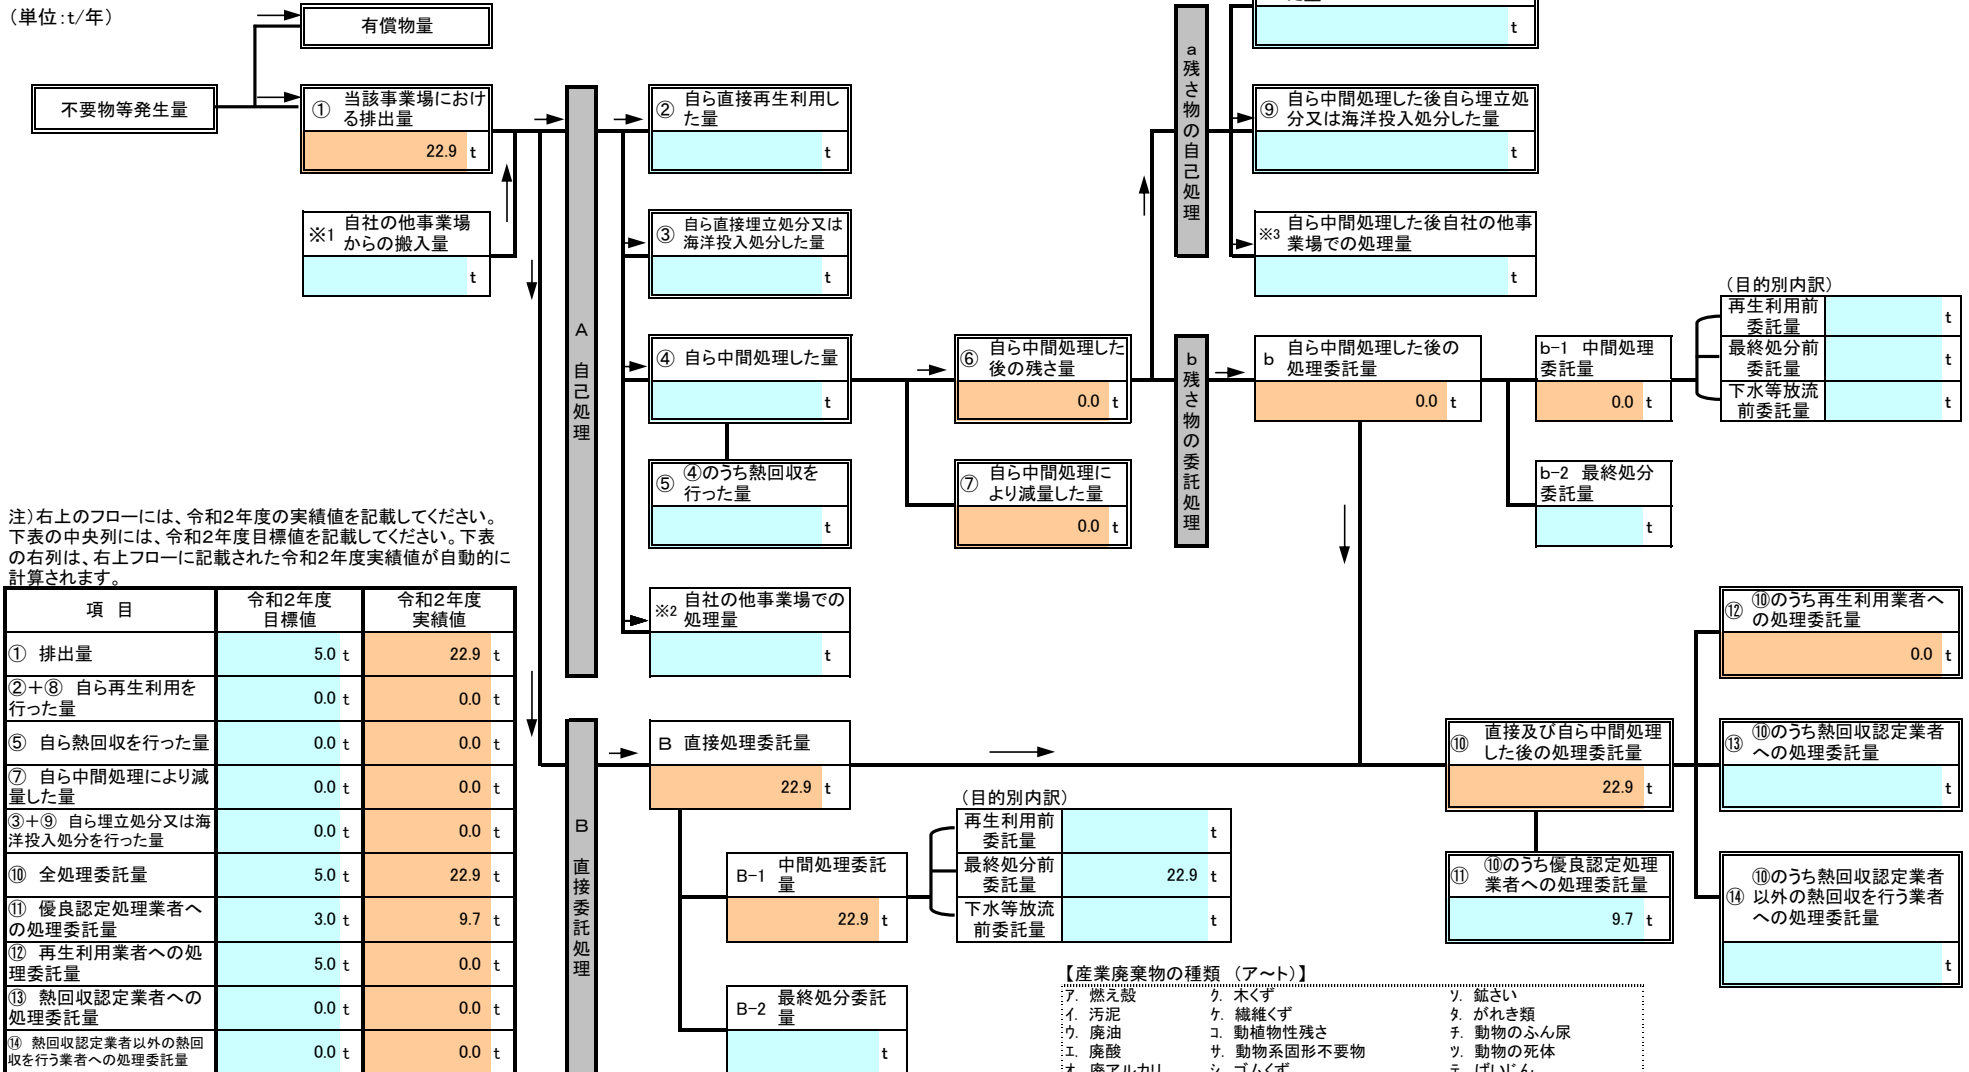 (単位:t/年)
有償物量
不要物等発生量
① 当該事業場におけ
る排出量
22.9 t
※1 自社の他事業場
からの搬入量
t
A 自己処理
② 自ら直接再生利用し
た量
t
③ 自ら直接埋立処分又は
海洋投入処分した量
t
④ 自ら中間処理した量
t
⑤ ④のうち熱回収を
行った量
t
※2 自社の他事業場での
処理量
t
⑥ 自ら中間処理した
後の残さ量
0.0 t
⑦ 自ら中間処理に
より減量した量
0.0 t
a 残さ物の自己処理
t
⑨ 自ら中間処理した後自ら埋立処
分又は海洋投入処分した量
t
※3 自ら中間処理した後自社の他事
業場での処理量
t
b 残さ物の委託処理
b 自ら中間処理した後の
処理委託量
0.0 t
b-1 中間処理
委託量
0.0 t
b-2 最終処分
委託量
t
(目的別内訳)
再生利用前
委託量 t
最終処分前
委託量 t
下水等放流
前委託量 t
注)右上のフローには、令和2年度の実績値を記載してください。
下表の中央列には、令和2年度目標値を記載してください。下表
の右列は、右上フローに記載された令和2年度実績値が自動的に
計算されます。
項 目 令和2年度 目標値 令和2年度 実績値
① 排出量 5.0 t 22.9 t
②+⑧ 自ら再生利用を
行った量 0.0 t 0.0 t
⑤ 自ら熱回収を行った量 0.0 t 0.0 t
⑦ 自ら中間処理により減
量した量 0.0 t 0.0 t
③+⑨ 自ら埋立処分又は海
洋投入処分を行った量 0.0 t 0.0 t
⑩ 全処理委託量 5.0 t 22.9 t
⑪ 優良認定処理業者へ
の処理委託量 3.0 t 9.7 t
⑫ 再生利用業者への処
理委託量 5.0 t 0.0 t
⑬ 熱回収認定業者への
処理委託量 0.0 t 0.0 t
⑭ 熱回収認定業者以外の熱回
収を行う業者への処理委託量 0.0 t 0.0 t
B 直接委託処理
B 直接処理委託量
22.9 t
B-1 中間処理委託
量
22.9 t
B-2 最終処分委託
量
t
(目的別内訳)
再生利用前
委託量 t
最終処分前
委託量 22.9 t
下水等放流
前委託量 t
⑩ 直接及び自ら中間処理
した後の処理委託量
22.9 t
⑪ ⑩のうち優良認定処理
業者への処理委託量
9.7 t
⑫ ⑩のうち再生利用業者へ
の処理委託量
0.0 t
⑬ ⑩のうち熱回収認定業者
への処理委託量
t
⑭ ⑩のうち熱回収認定業者
以外の熱回収を行う業者
への処理委託量
t
【産業廃棄物の種類 (ア~ト)】
ア. 燃え殻 ク. 木くず ソ. 鉱さい
イ. 汚泥 ケ. 繊維くず タ. がれき類
ウ. 廃油 コ. 動植物性残さ チ. 動物のふん尿
エ. 廃酸 サ. 動物系固形不要物 ツ. 動物の死体
オ. 廃アルカリ シ. ゴムくず テ. ばいじん